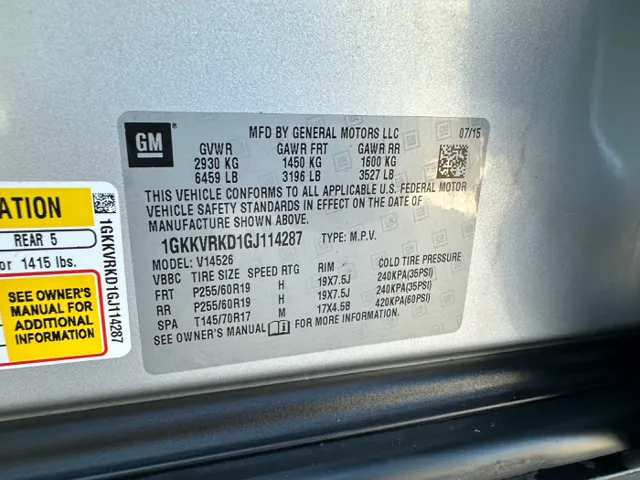 GM
MFD BY GENERAL MOTORS LLC 07/15
GVWR GAWR FRT GAWR RR
2930 KG 1450 KG 1600 KG
6459 LB 3196 LB 3527 LB
THIS VEHICLE CONFORMS TO ALL APPLICABLE U.S. FEDERAL MOTOR
VEHICLE SAFETY STANDARDS IN EFFECT ON THE DATE OF
MANUFACTURE SHOWN ABOVE.
1GKKVRKD1GJ114287 TYPE: M.P.V.
MODEL: V14526
VBBC TIRE SIZE SPEED RTG RIM COLD TIRE PRESSURE
FRT P255/60R19 H 19X7.5J 240KPA(35PSI)
RR P255/60R19 H 19X7.5J 240KPA(35PSI)
SPA T145/70R17 M 17X4.5B 420KPA(60PSI)
SEE OWNER'S MANUAL FOR MORE INFORMATION.
ATION
REAR 5
or 1415 lbs.
SEE OWNER'S
MANUAL FOR
ADDITIONAL
INFORMATION
1GKKVRKD1GJ114287